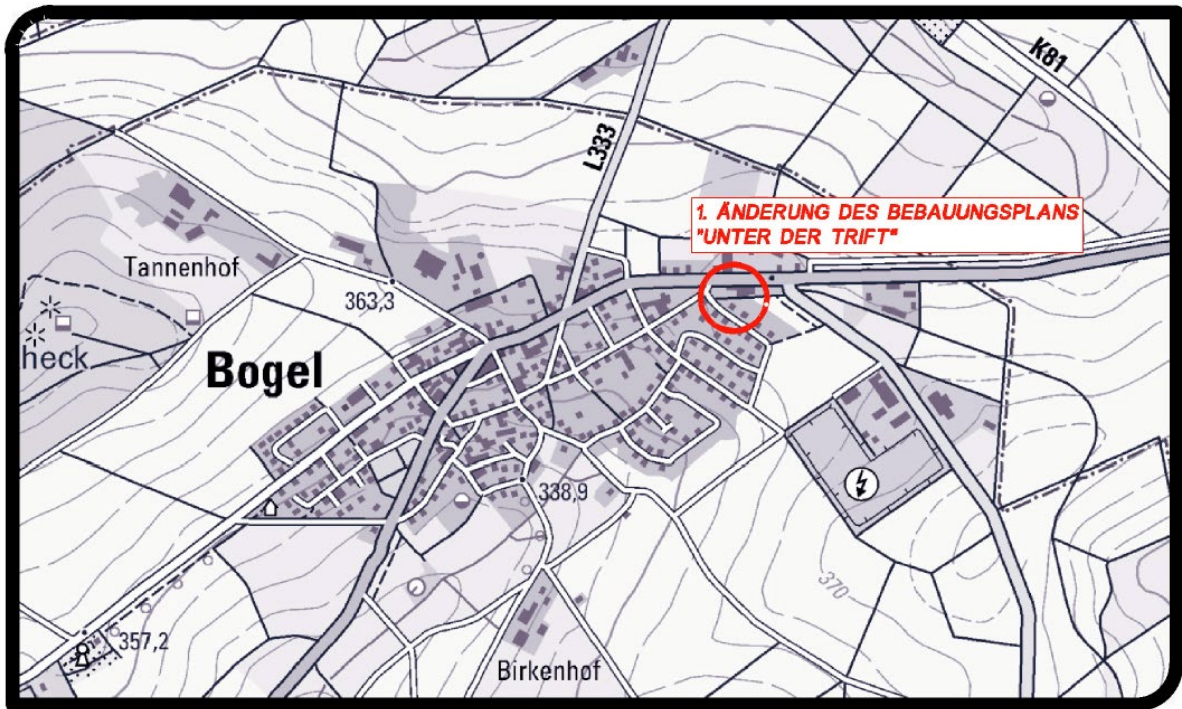 K81
L333
1. ÄNDERUNG DES BEBAUUNGSPLANS
"UNTER DER TRIFT"
Tannenhof
363,3
heck
Bogel
338,9
370
357,2
Birkenhof